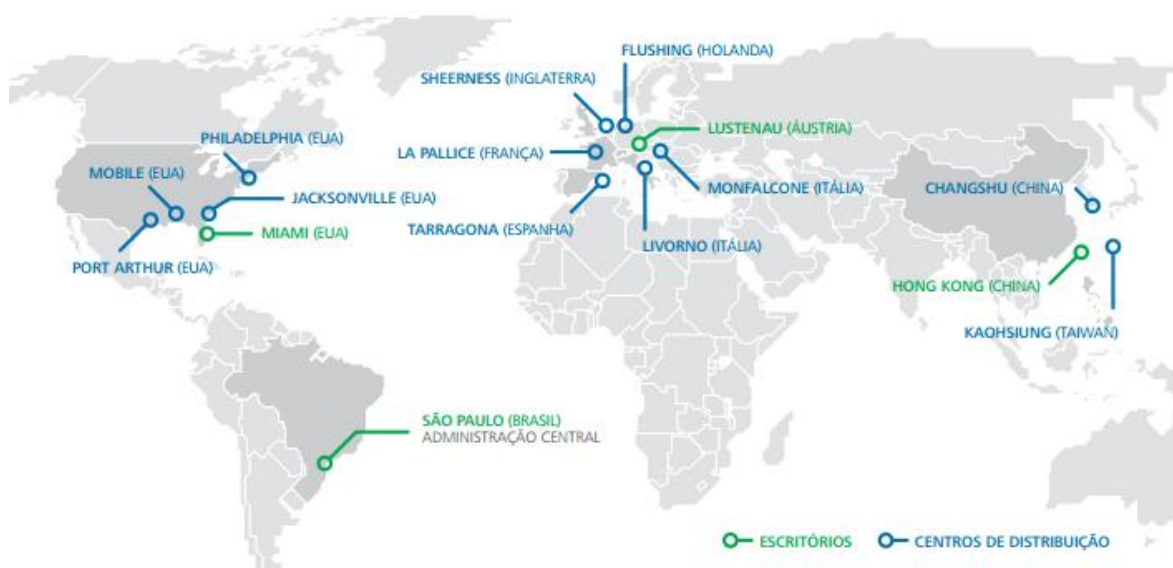 FLUSHING (HOLANDA)
SHEERNESS (INGLATERRA)
PHILADELPHIA (EUA)
LUSTENAU (ÁUSTRIA)
LA PALLICE (FRANÇA)
MOBILE (EUA)
MONFALCONE (ITÁLIA)
CHANGSHU (CHINA)
JACKSONVILLE (EUA)
TARRAGONA (ESPANHA)
MIAMI (EUA)
LIVORNO (ITÁLIA)
PORT ARTHUR (EUA)
HONG KONG (CHINA)
KAOHSIUNG (TAIWAN)
SÃO PAULO (BRASIL)
ADMINISTRAÇÃO CENTRAL
ESCRITÓRIOS
CENTROS DE DISTRIBUIÇÃO